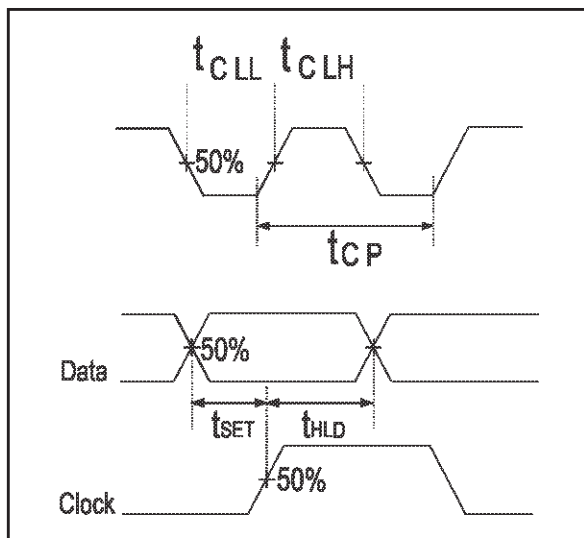 tCLL tCLH
50%
tCP
50%
Data
tSET tHLD
50%
Clock